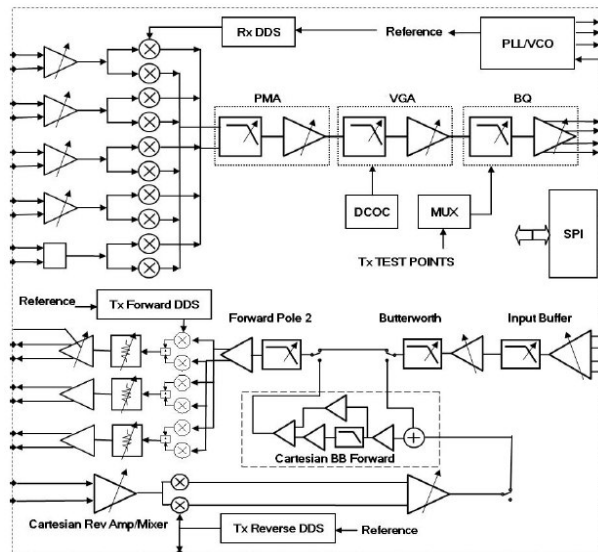 Rx DDS
Reference
PLL/VCO
PMA
VGA
BQ
DCOC
MUX
Tx TEST POINTS
SPI
Reference
Tx Forward DDS
Forward Pole 2
Butterworth
Input Buffer
Cartesian BB Forward
Cartesian Rev Amp/Mixer
Tx Reverse DDS
Reference